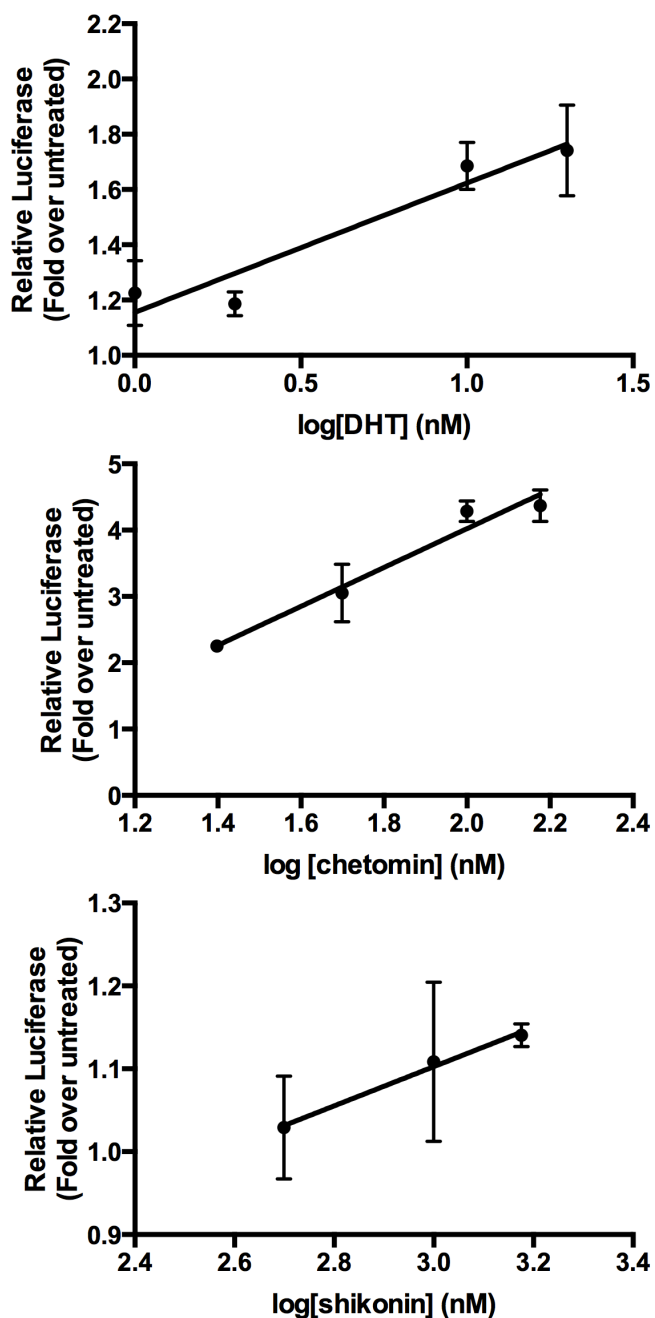 Relative Luciferase
(Fold over untreated)
2.2
2.0
1.8
1.6
1.4
1.2
1.0
0.0 0.5 1.0 1.5
log[DHT] (nM)
Relative Luciferase
(Fold over untreated)
5
4
3
2
1
0
1.2 1.4 1.6 1.8 2.0 2.2 2.4
log [chetomin] (nM)
Relative Luciferase
(Fold over untreated)
1.3
1.2
1.1
1.0
0.9
2.4 2.6 2.8 3.0 3.2 3.4
log[shikonin] (nM)